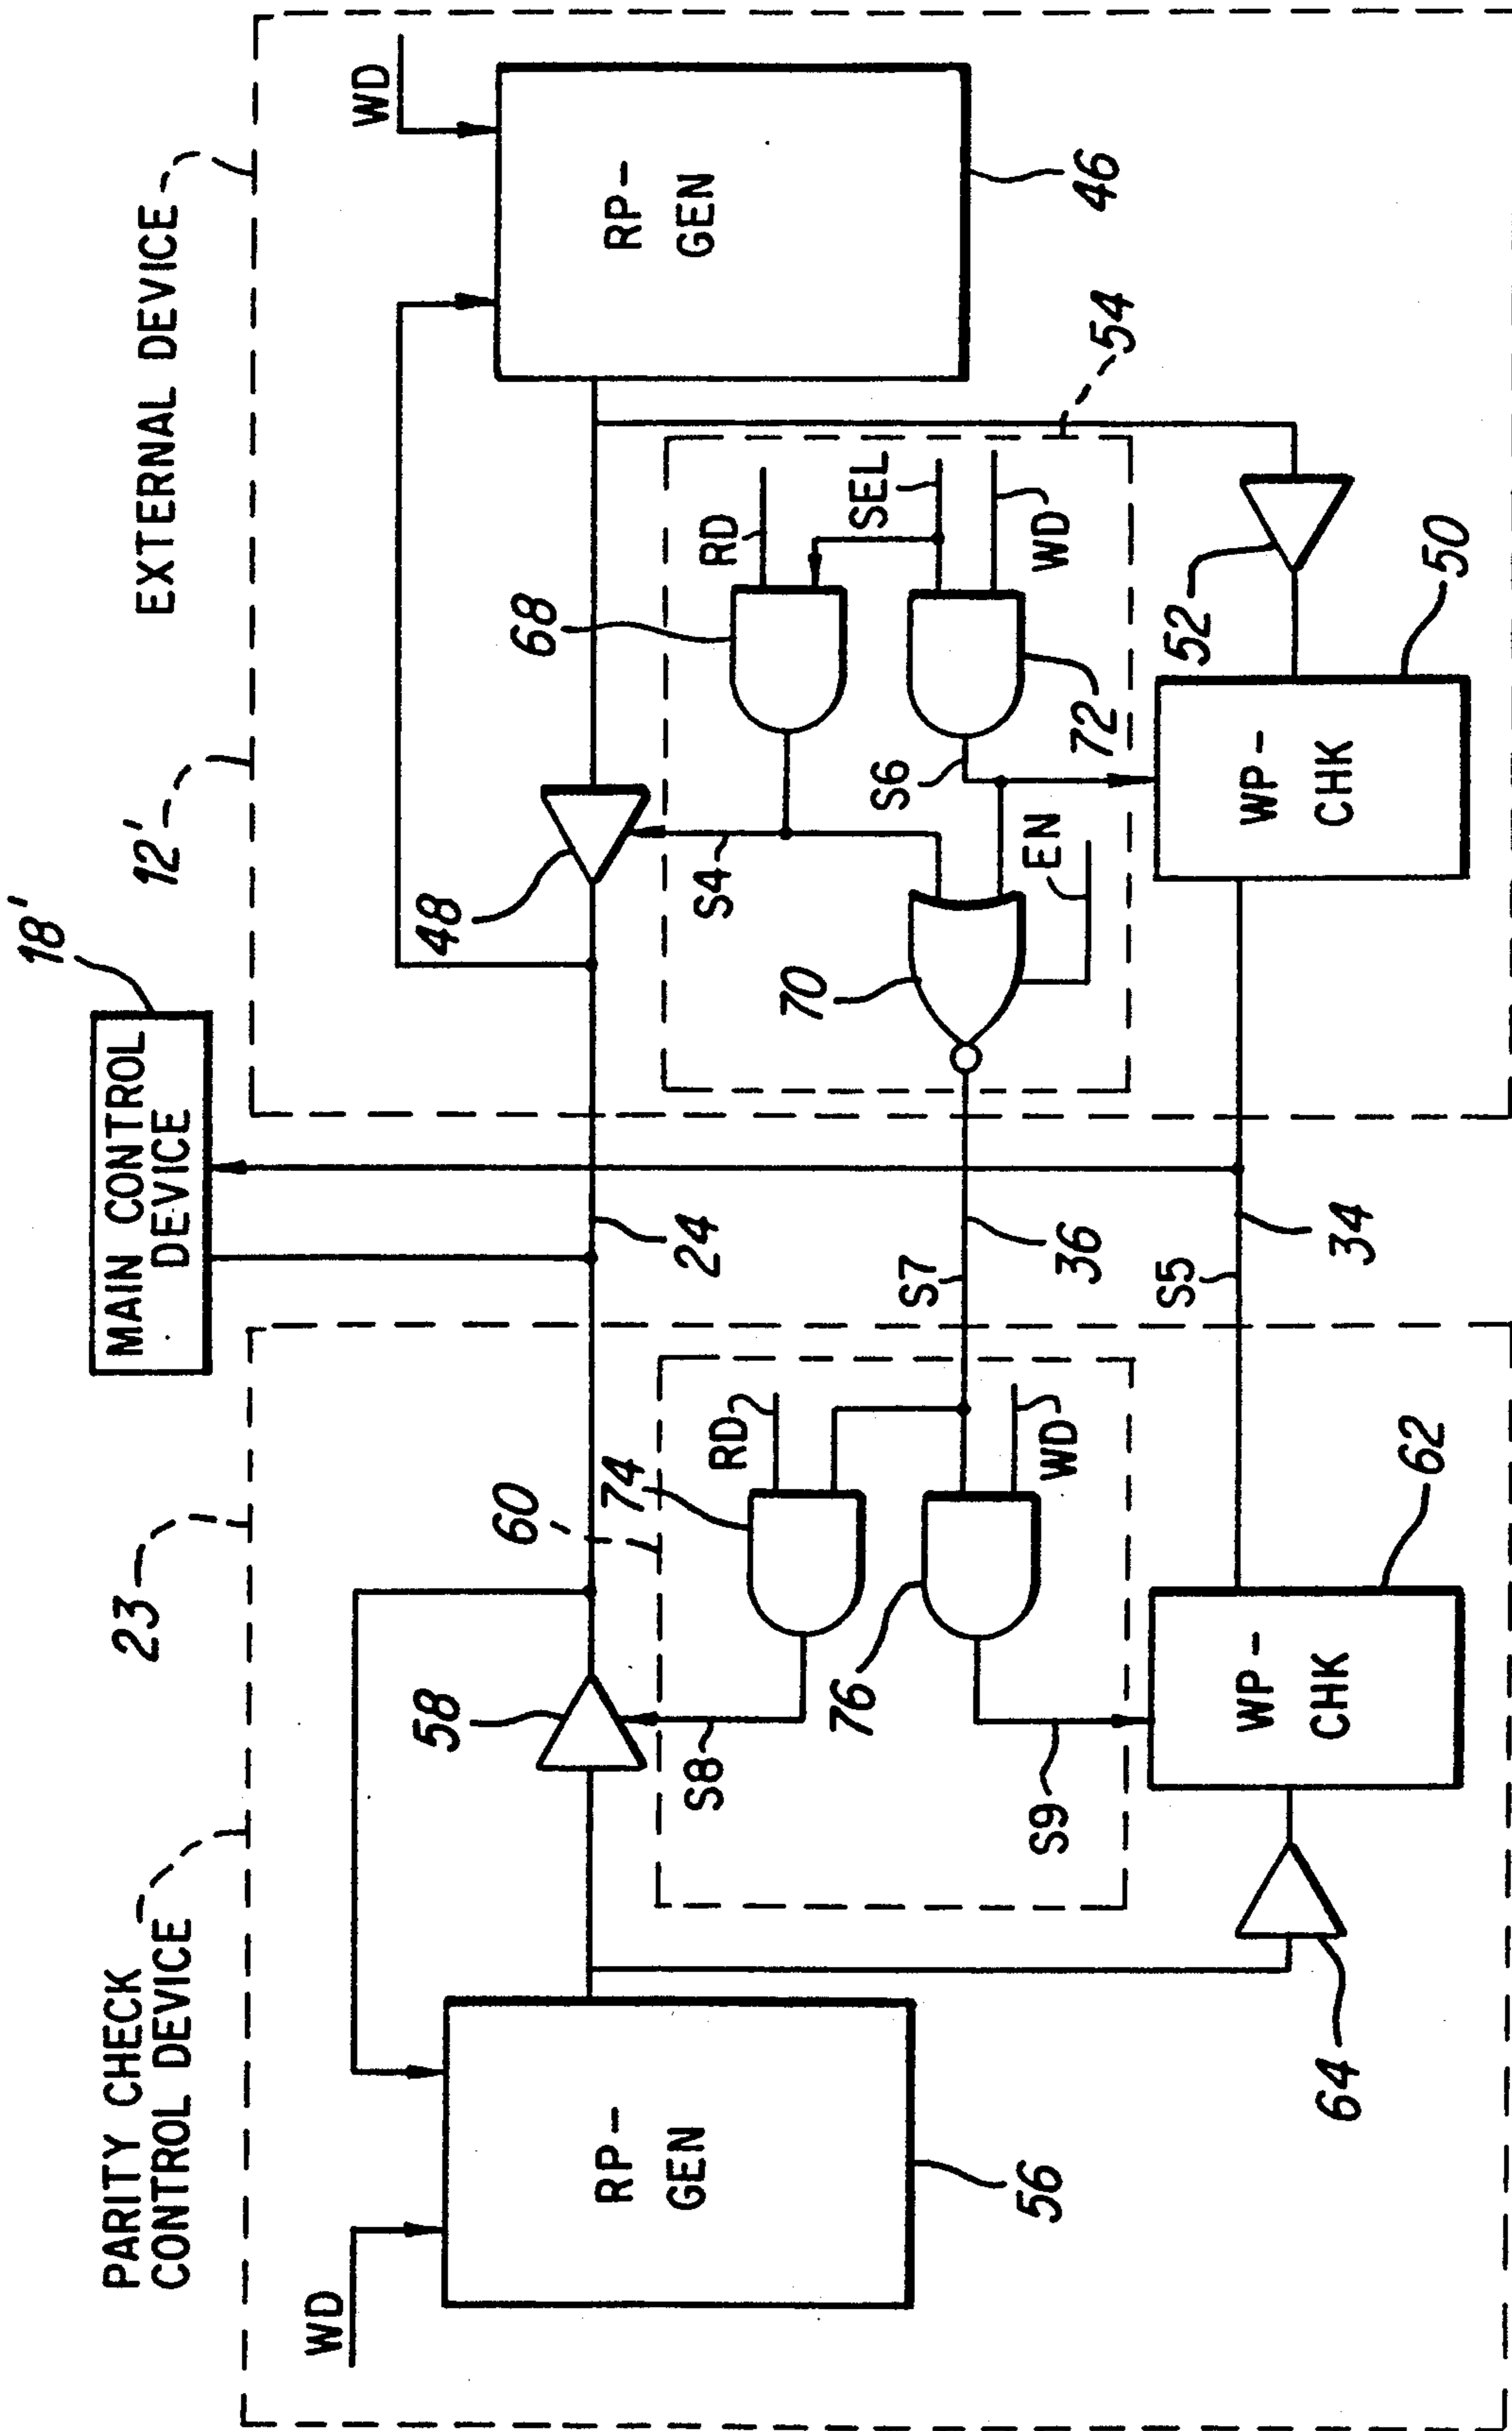 18'
MAIN CONTROL
DEVICE
PARITY CHECK
CONTROL DEVICE
23
12'
EXTERNAL DEVICE
WD
WD
RP-
GEN
56
58
60
24
48
RP-
GEN
46
S8
74
RD
S4
68
RD
54
76
S9
WD
S7
36
70
EN
S6
72
SEL
WD
64
WP-
CHK
62
S5
34
WP-
CHK
50
52